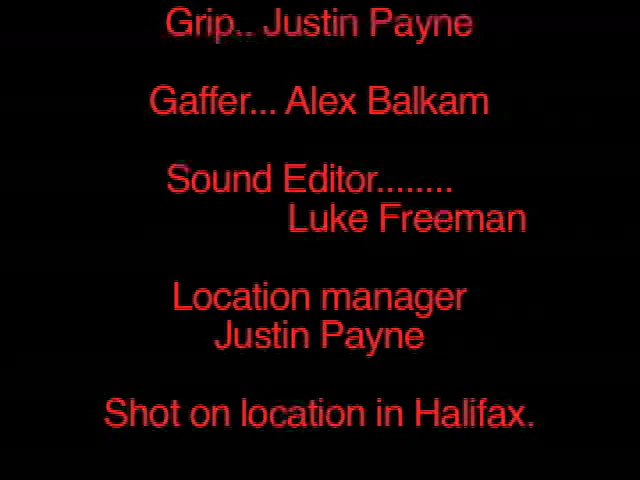 Grip.. Justin Payne
Gaffer... Alex Balkam
Sound Editor........
Luke Freeman
Location manager
Justin Payne
Shot on location in Halifax.